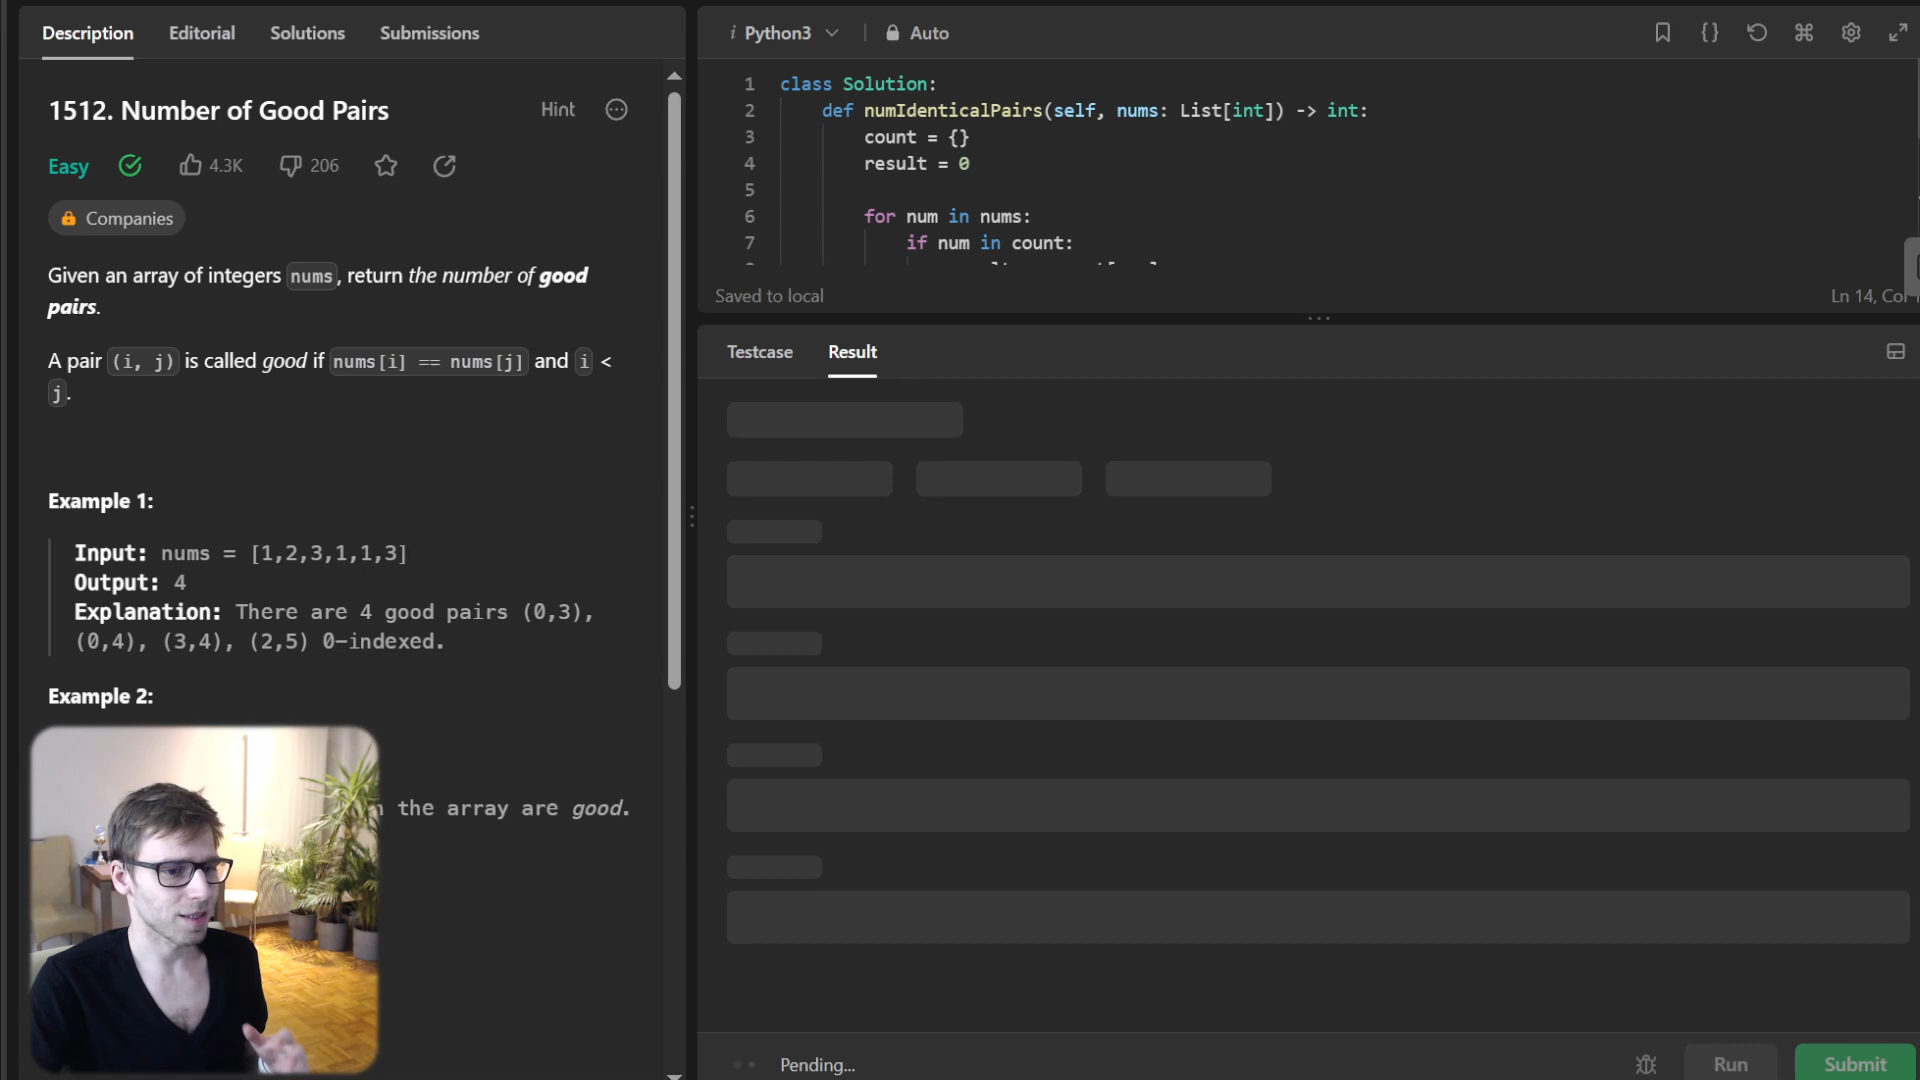 Description Editorial Solutions Submissions
1512. Number of Good Pairs
Hint
Easy 4.3K 206
Companies
Given an array of integers nums, return the number of good
pairs.
A pair (i, j) is called good if nums[i] == nums[j] and i <
j.
Example 1:
Input: nums = [1,2,3,1,1,3]
Output: 4
Explanation: There are 4 good pairs (0,3),
(0,4), (3,4), (2,5) 0-indexed.
Example 2:
the array are good.
i Python3 Auto
1 class Solution:
2 def numIdenticalPairs(self, nums: List[int]) -> int:
3 count = {}
4 result = 0
5
6 for num in nums:
7 if num in count:
Saved to local
Ln 14, Col
Testcase Result
Pending...
Run Submit